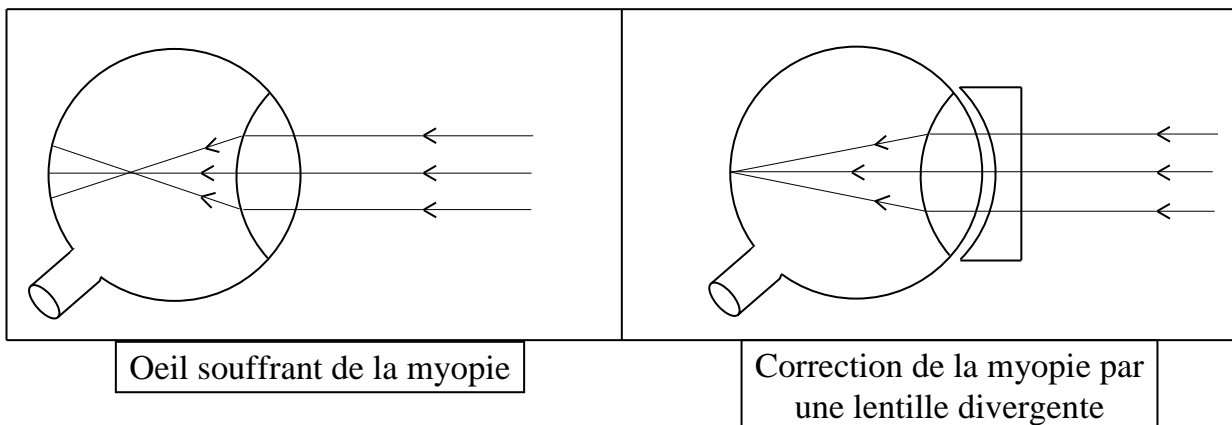 Oeil souffrant de la myopie
Correction de la myopie par
une lentille divergente